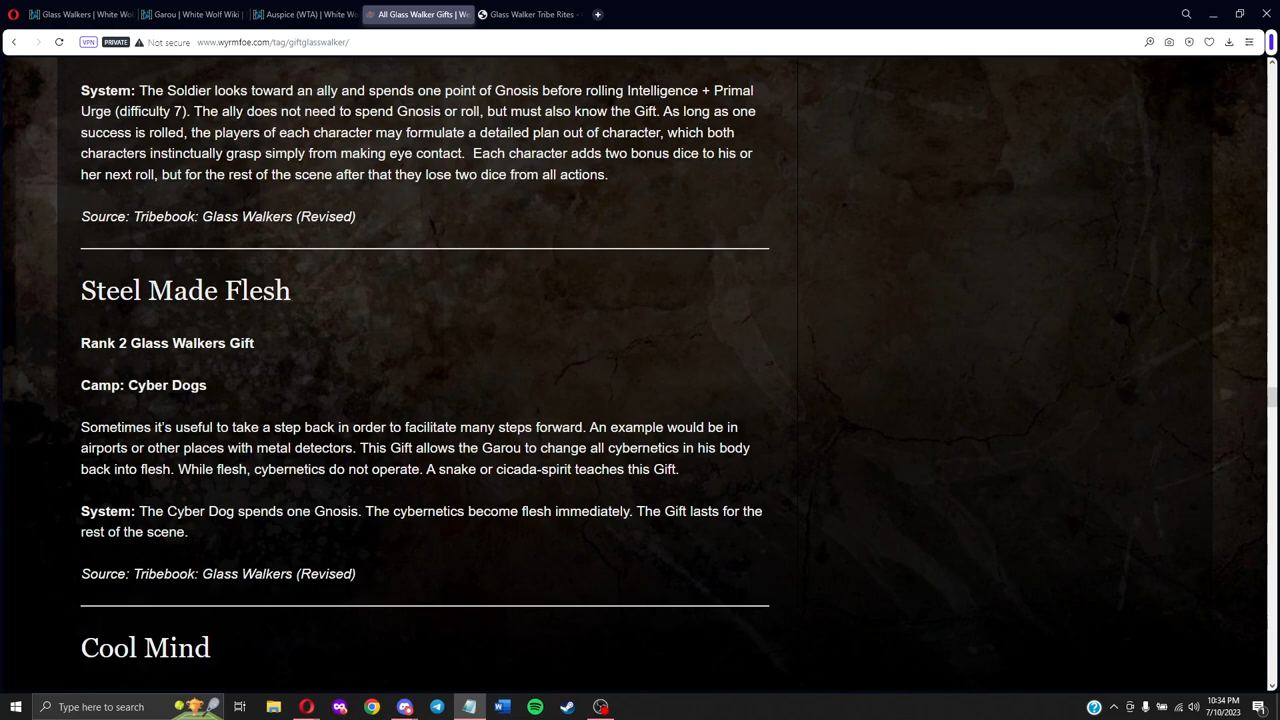 Glass Walkers | White Wol
Garou | White Wolf Wiki |
Auspice (WTA) | White Wo
All Glass Walker Gifts | W
Glass Walker Tribe Rites -
VPN
PRIVATE
Not secure
www.wyrmfoe.com/tag/giftglasswalker/
System: The Soldier looks toward an ally and spends one point of Gnosis before rolling Intelligence + Primal
Urge (difficulty 7). The ally does not need to spend Gnosis or roll, but must also know the Gift. As long as one
success is rolled, the players of each character may formulate a detailed plan out of character, which both
characters instinctually grasp simply from making eye contact.  Each character adds two bonus dice to his or
her next roll, but for the rest of the scene after that they lose two dice from all actions.
Source: Tribebook: Glass Walkers (Revised)
Steel Made Flesh
Rank 2 Glass Walkers Gift
Camp: Cyber Dogs
Sometimes it's useful to take a step back in order to facilitate many steps forward. An example would be in
airports or other places with metal detectors. This Gift allows the Garou to change all cybernetics in his body
back into flesh. While flesh, cybernetics do not operate. A snake or cicada-spirit teaches this Gift.
System: The Cyber Dog spends one Gnosis. The cybernetics become flesh immediately. The Gift lasts for the
rest of the scene.
Source: Tribebook: Glass Walkers (Revised)
Cool Mind
Type here to search
10:34 PM
7/10/2023